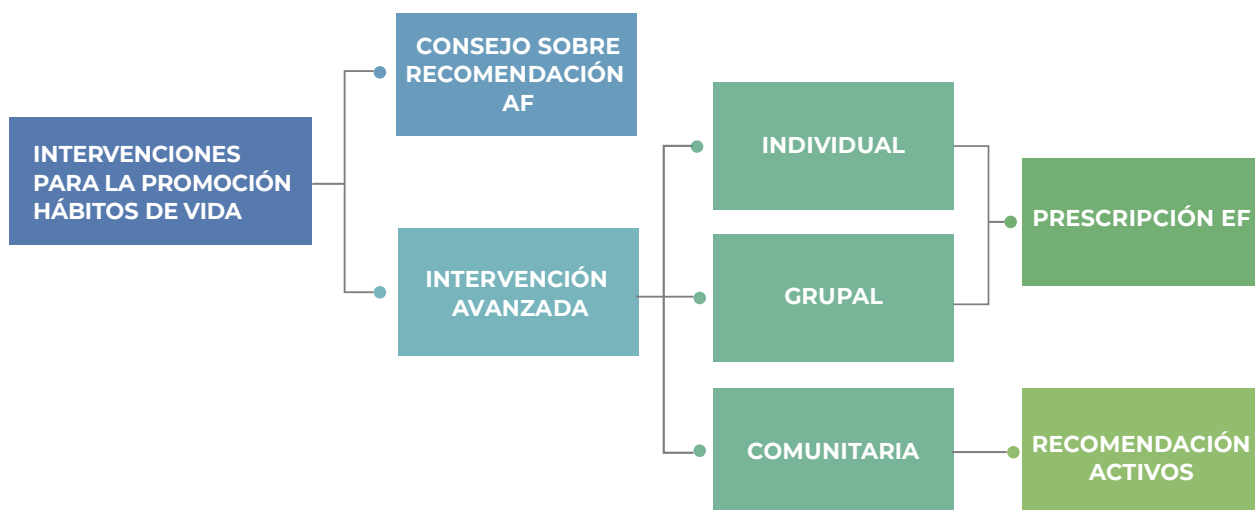 INTERVENCIONES
PARA LA PROMOCIÓN
HÁBITOS DE VIDA
CONSEJO SOBRE
RECOMENDACIÓN
AF
INTERVENCIÓN
AVANZADA
INDIVIDUAL
GRUPAL
COMUNITARIA
PRESCRIPCIÓN EF
RECOMENDACIÓN
ACTIVOS